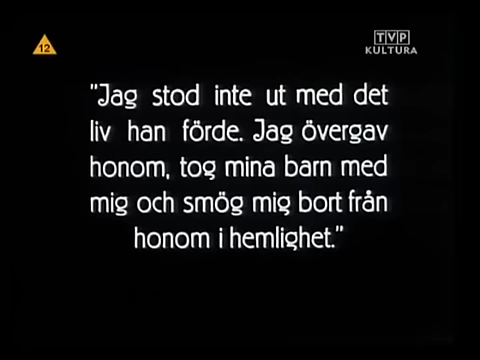 12
TVP
KULTURA
"Jag stod inte ut med det
liv han förde. Jag övergav
honom, tog mina barn med
mig och smög mig bort från
honom i hemlighet."